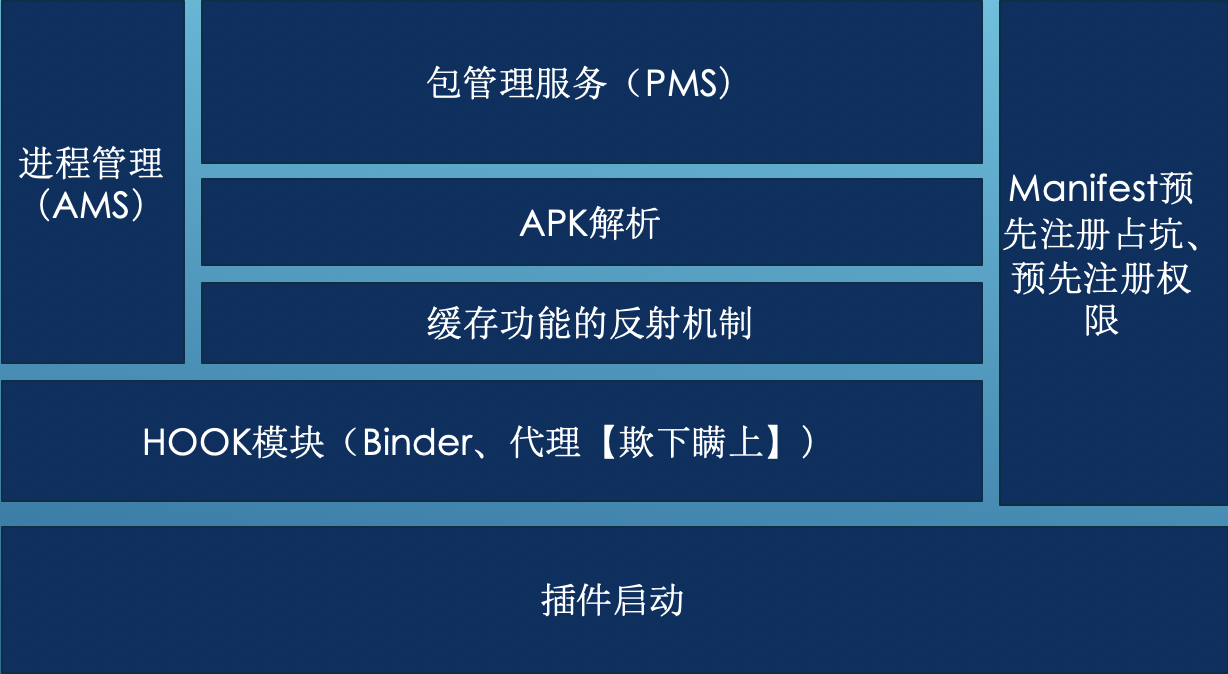 包管理服务（PMS）
进程管理
（AMS）
APK解析
缓存功能的反射机制
Manifest预
先注册占坑、
预先注册权
限
HOOK模块（Binder、代理【欺下瞒上】）
插件启动